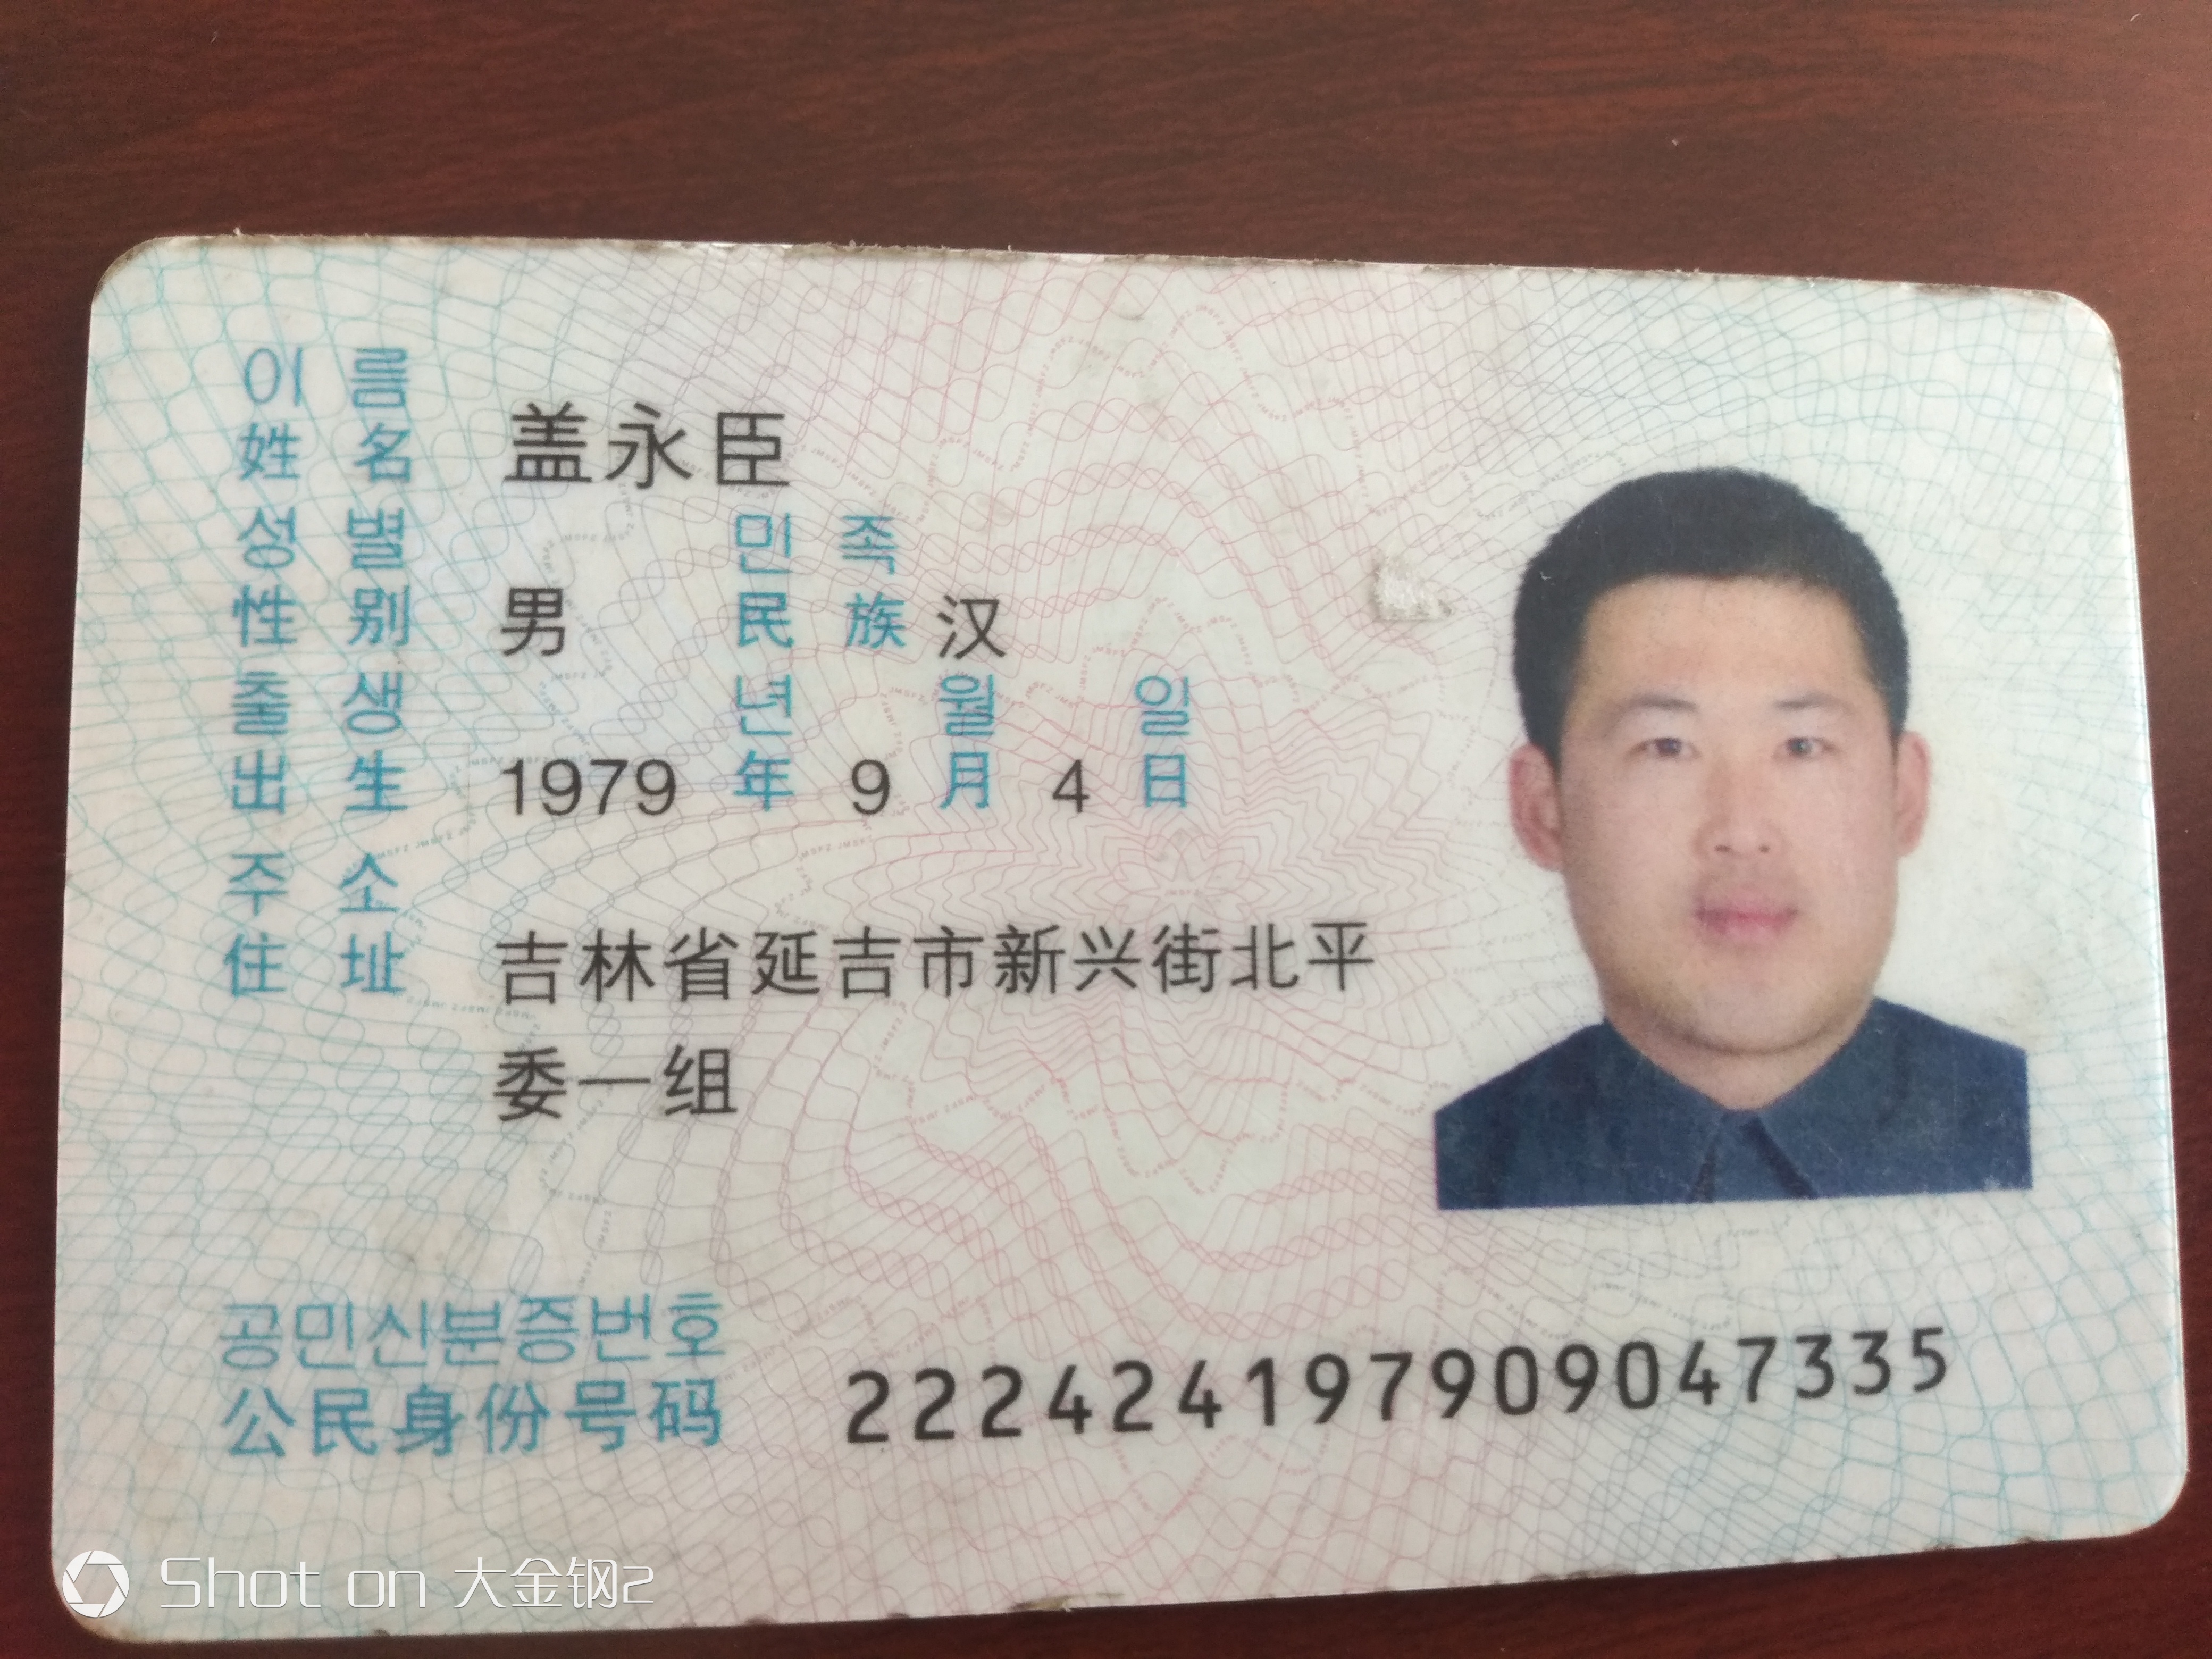 이 름
姓 名 盖永臣
성 별 민 족
性 别 男 民 族 汉
출 생 년 월 일
出 生 1979 年 9 月 4 日
주 소
住 址 吉林省延吉市新兴街北平
委一组
공민신분증번호
公民身份号码 222424197909047335
Shot on 大金钢2